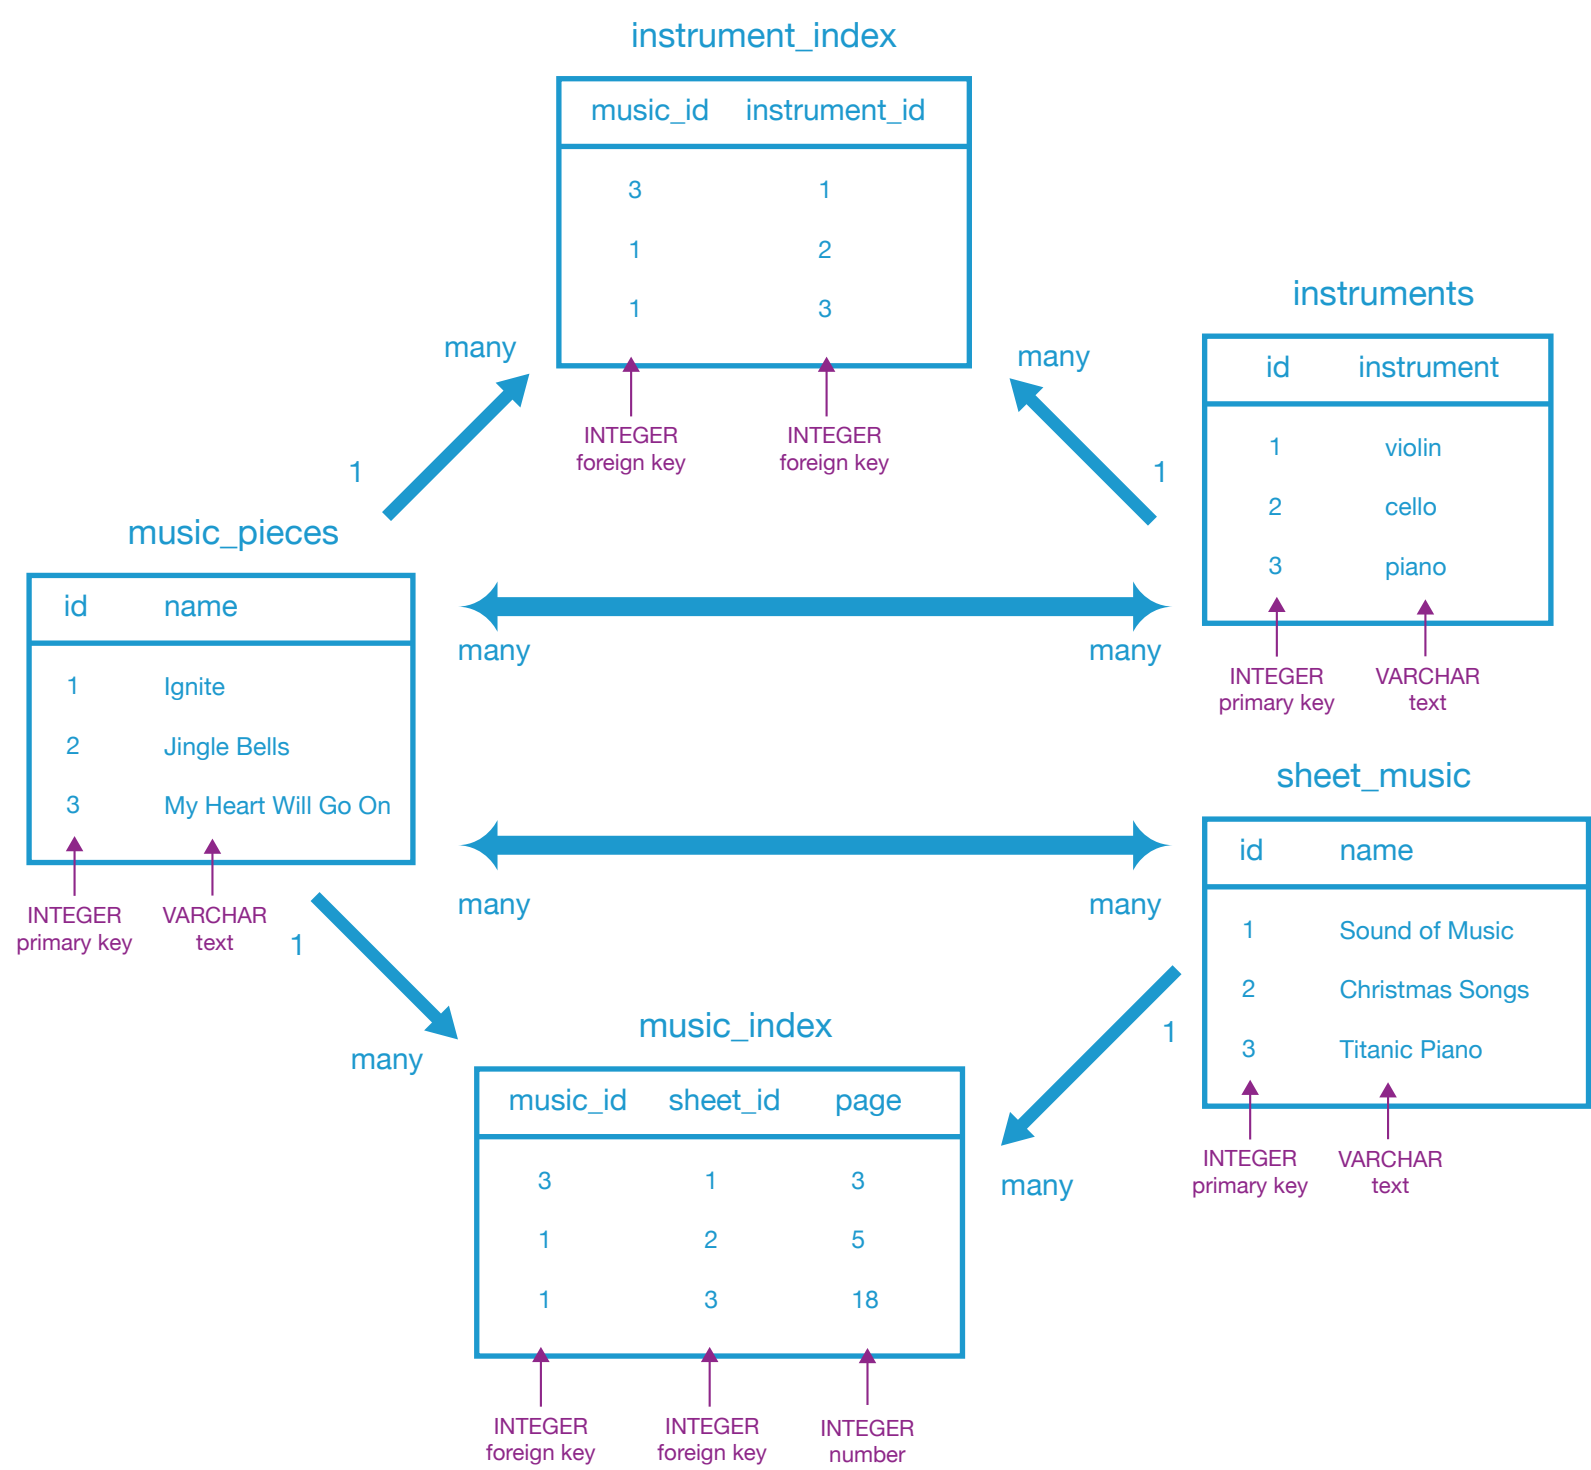 instrument_index
music_id instrument_id
3 1
1 2
1 3
INTEGER
foreign key
INTEGER
foreign key
many
1
many
1
instruments
id instrument
1 violin
2 cello
3 piano
INTEGER
primary key
VARCHAR
text
music_pieces
id name
1 Ignite
2 Jingle Bells
3 My Heart Will Go On
INTEGER
primary key
VARCHAR
text
many
many
many
many
sheet_music
id name
1 Sound of Music
2 Christmas Songs
3 Titanic Piano
INTEGER
primary key
VARCHAR
text
1
many
1
many
music_index
music_id sheet_id page
3 1 3
1 2 5
1 3 18
INTEGER
foreign key
INTEGER
foreign key
INTEGER
number